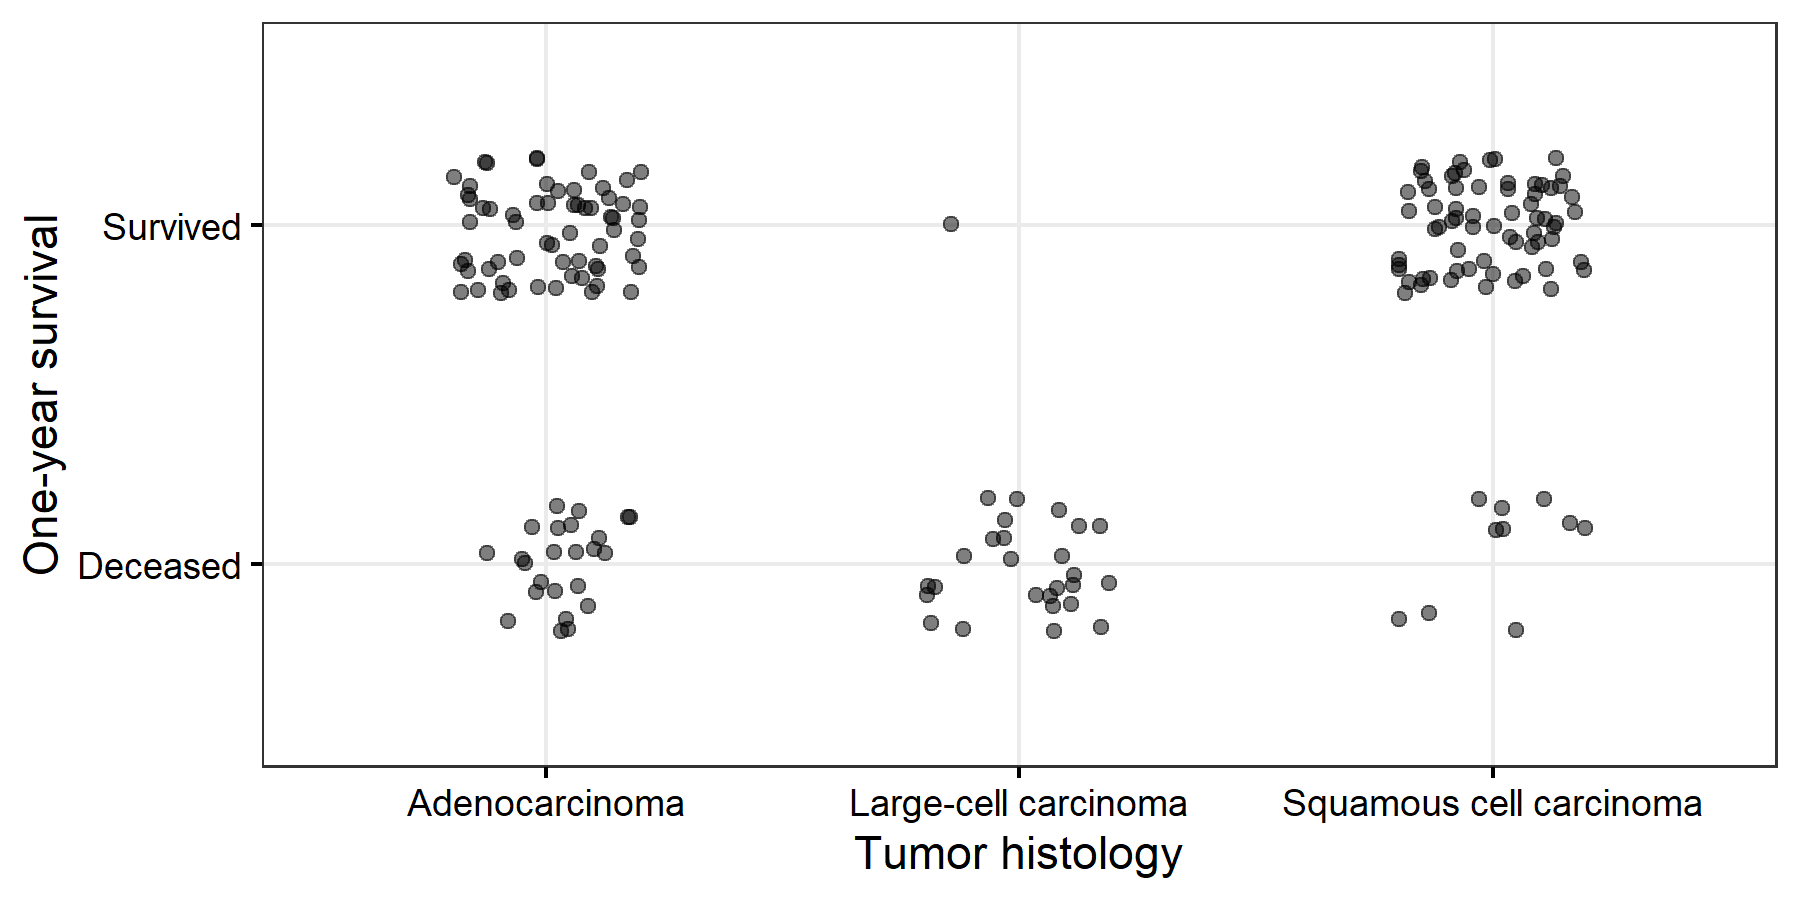 One-year survival
Survived
Deceased
Adenocarcinoma
Large-cell carcinoma
Squamous cell carcinoma
Tumor histology